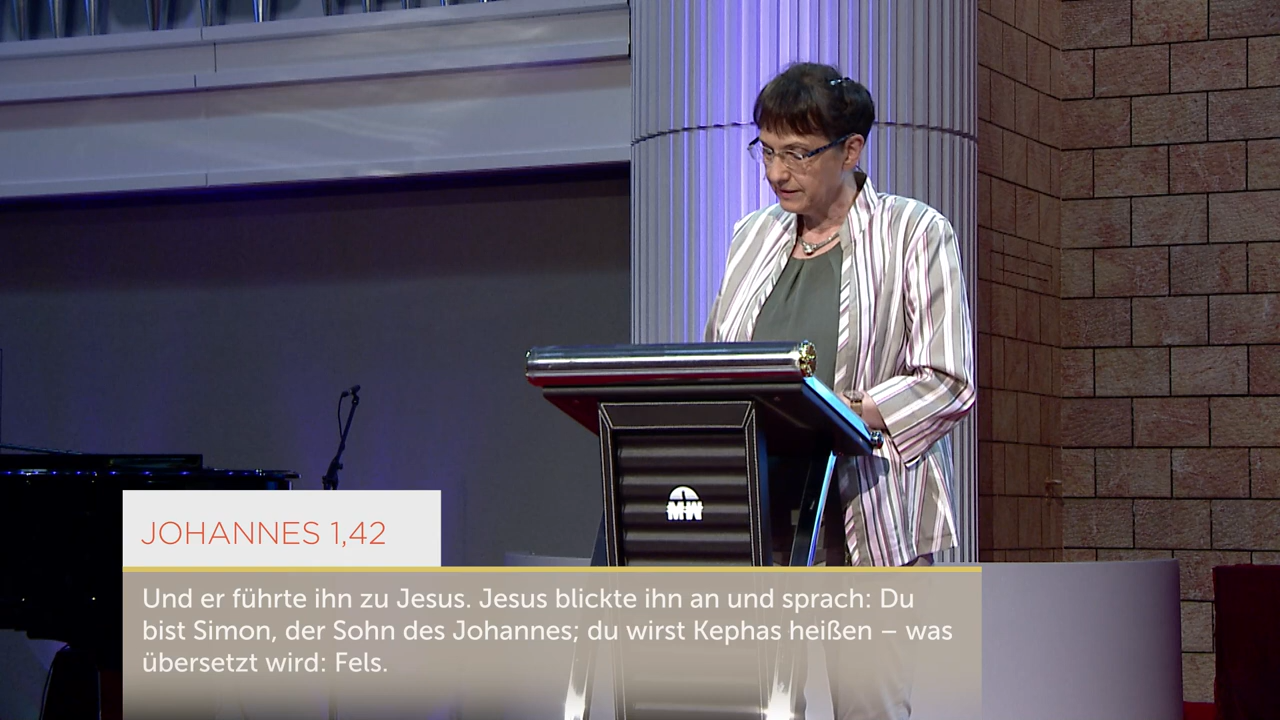 M-W
JOHANNES 1,42
Und er führte ihn zu Jesus. Jesus blickte ihn an und sprach: Du
bist Simon, der Sohn des Johannes; du wirst Kephas heißen – was
übersetzt wird: Fels.